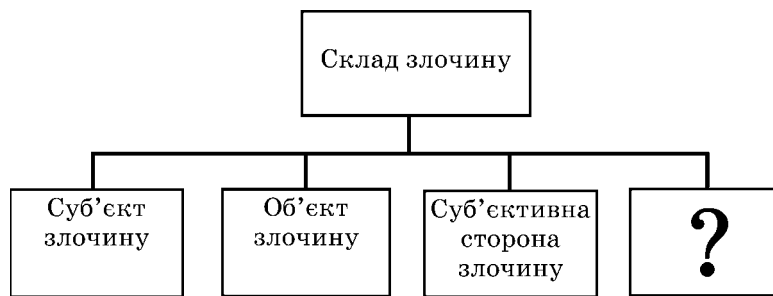 Склад злочину
Суб’єкт
злочину
Об’єкт
злочину
Суб’єктивна
сторона
злочину
?